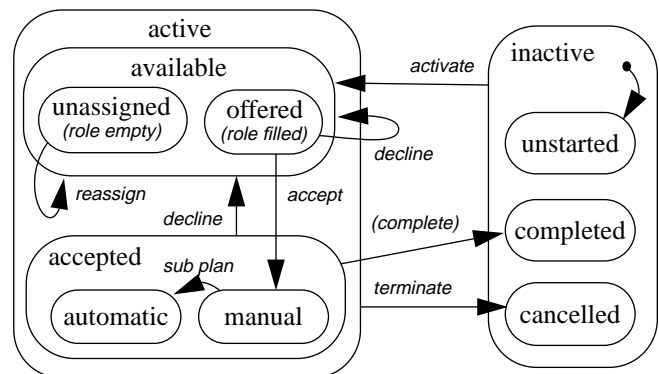 active
available
unassigned
(role empty)
offered
(role filled)
reassign
decline
accept
decline
accepted
sub plan
automatic
manual
activate
(complete)
terminate
inactive
unstarted
completed
cancelled